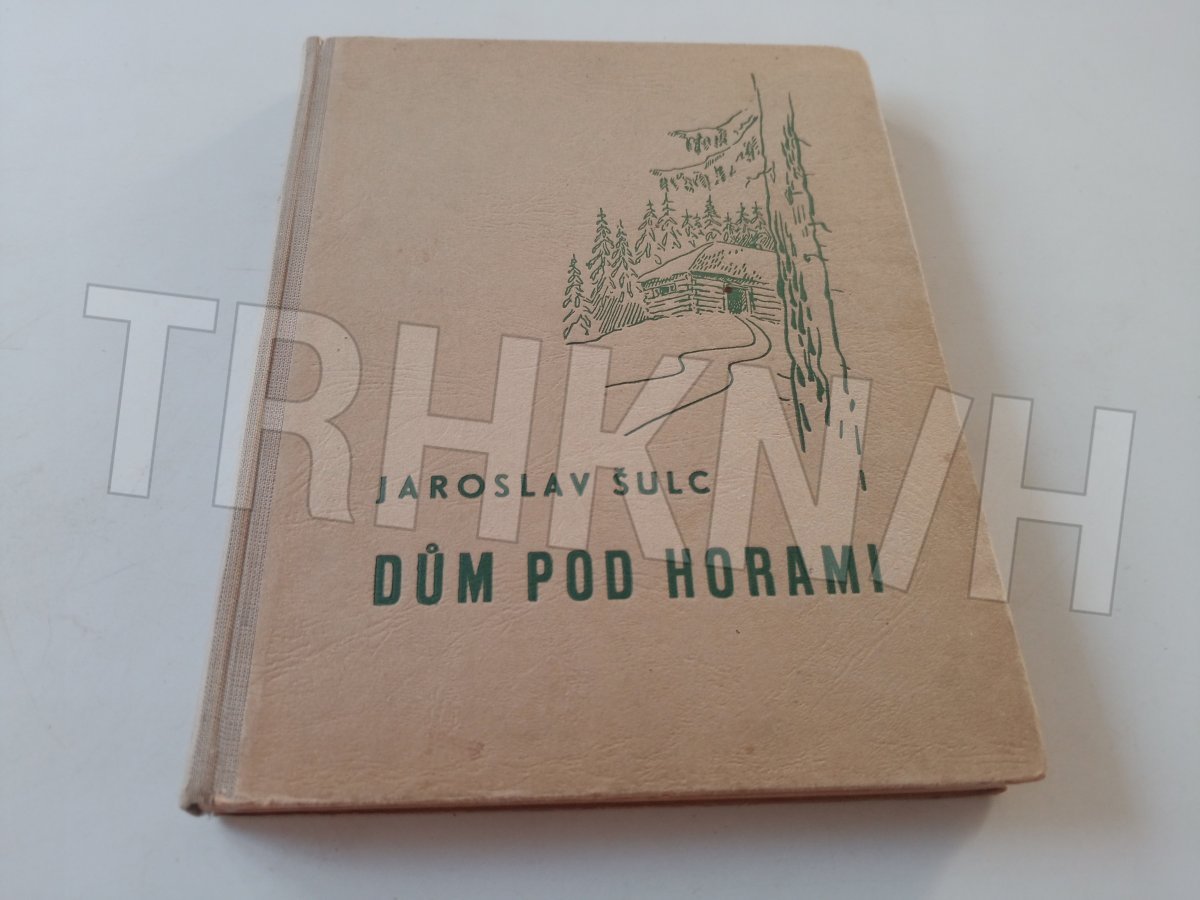 JAROSLAV ŠULC
DŮM POD HORAMI
TRHKNIH